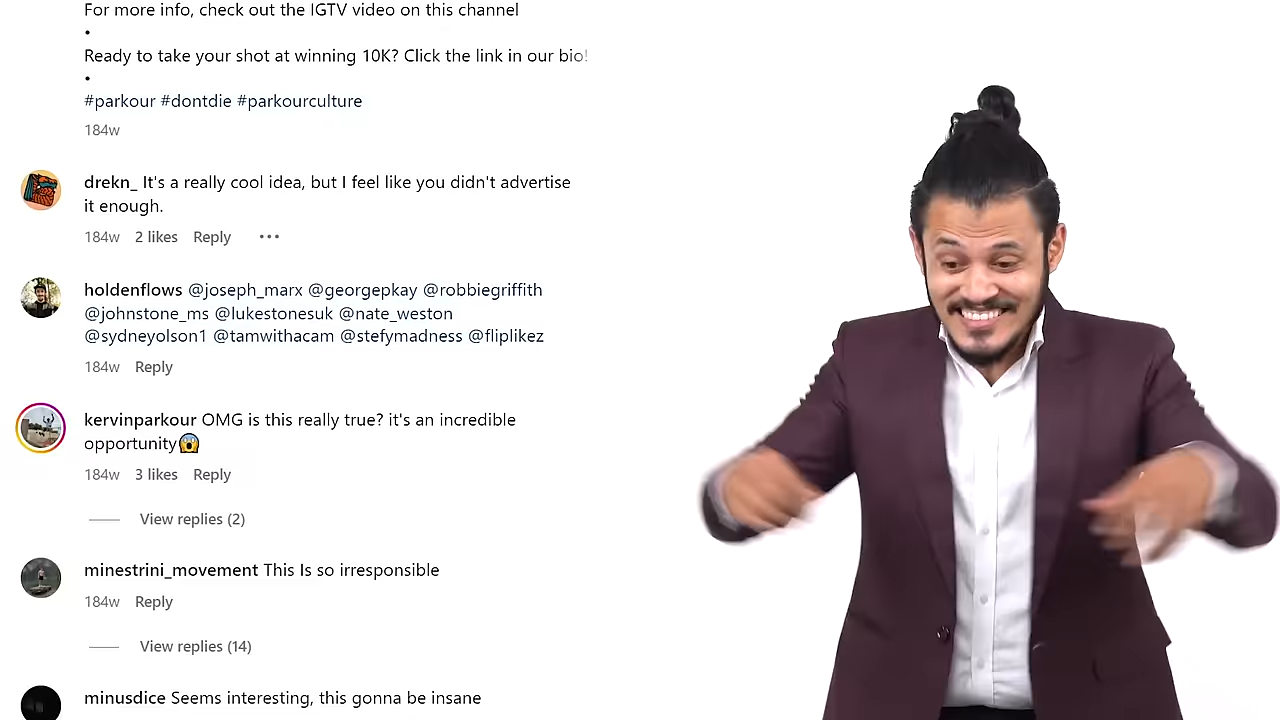 For more info, check out the IGTV video on this channel
•
Ready to take your shot at winning 10K? Click the link in our bio!
•
#parkour #dontdie #parkourculture
184w
drekn_ It's a really cool idea, but I feel like you didn't advertise
it enough.
184w 2 likes Reply •••
holdenflows @joseph_marx @georgepkay @robbiegriffith
@johnstone_ms @lukestonesuk @nate_weston
@sydneyolson1 @tamwithacam @stefymadness @fliplikez
184w Reply
kervinparkour OMG is this really true? it's an incredible
opportunity😱
184w 3 likes Reply
View replies (2)
minestrini_movement This Is so irresponsible
184w Reply
View replies (14)
minusdice Seems interesting, this gonna be insane